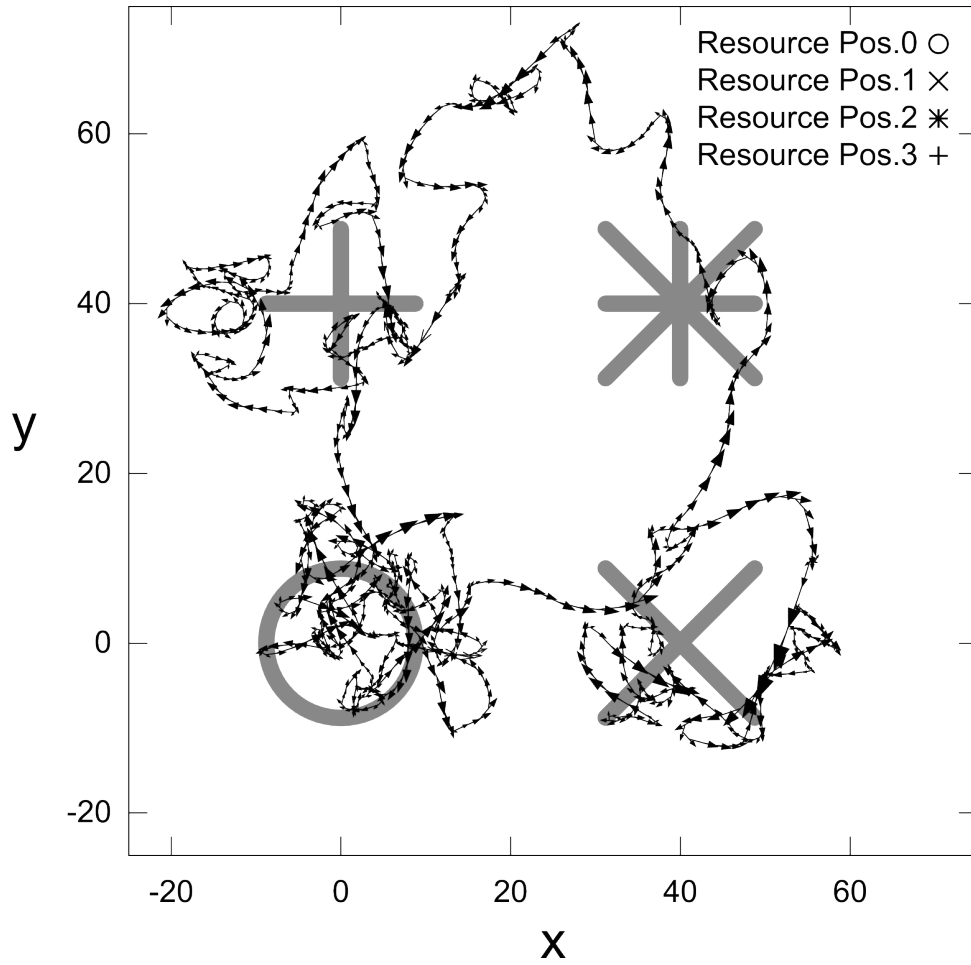 Resource Pos.0
Resource Pos.1
Resource Pos.2
Resource Pos.3
60
40
20
0
-20
y
-20 0 20 40 60
x